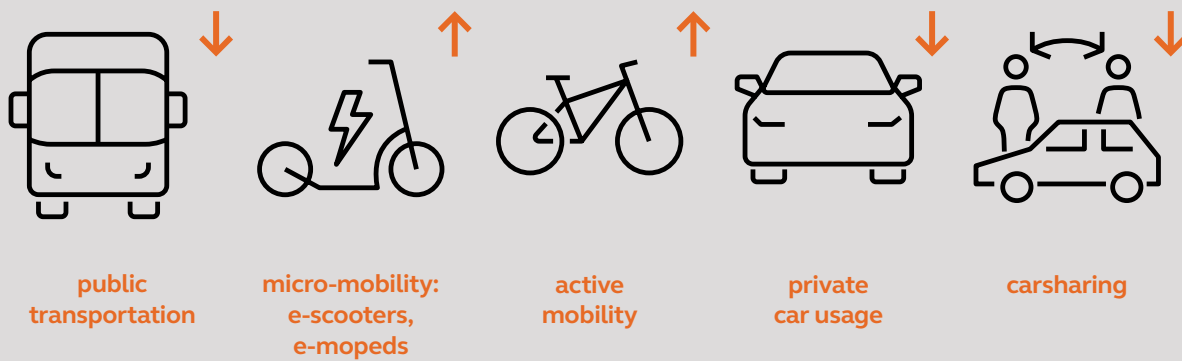 public
transportation
micro-mobility:
e-scooters,
e-mopeds
active
mobility
private
car usage
carsharing